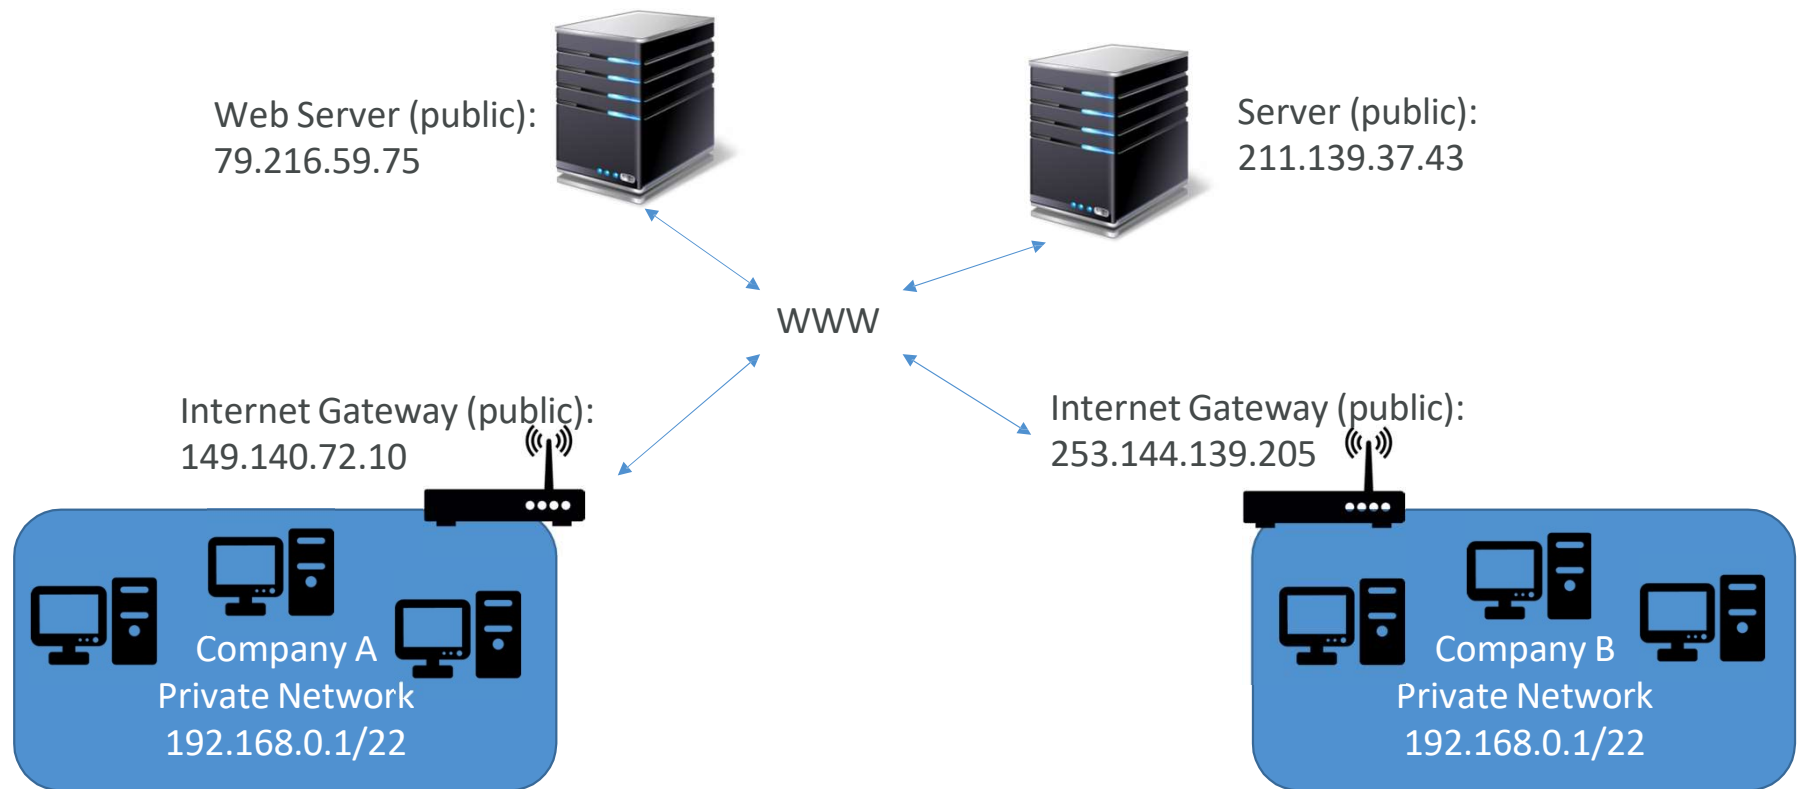 Web Server (public):
79.216.59.75
Server (public):
211.139.37.43
WWW
Internet Gateway (public):
149.140.72.10
Internet Gateway (public):
253.144.139.205
Company A
Private Network
192.168.0.1/22
Company B
Private Network
192.168.0.1/22